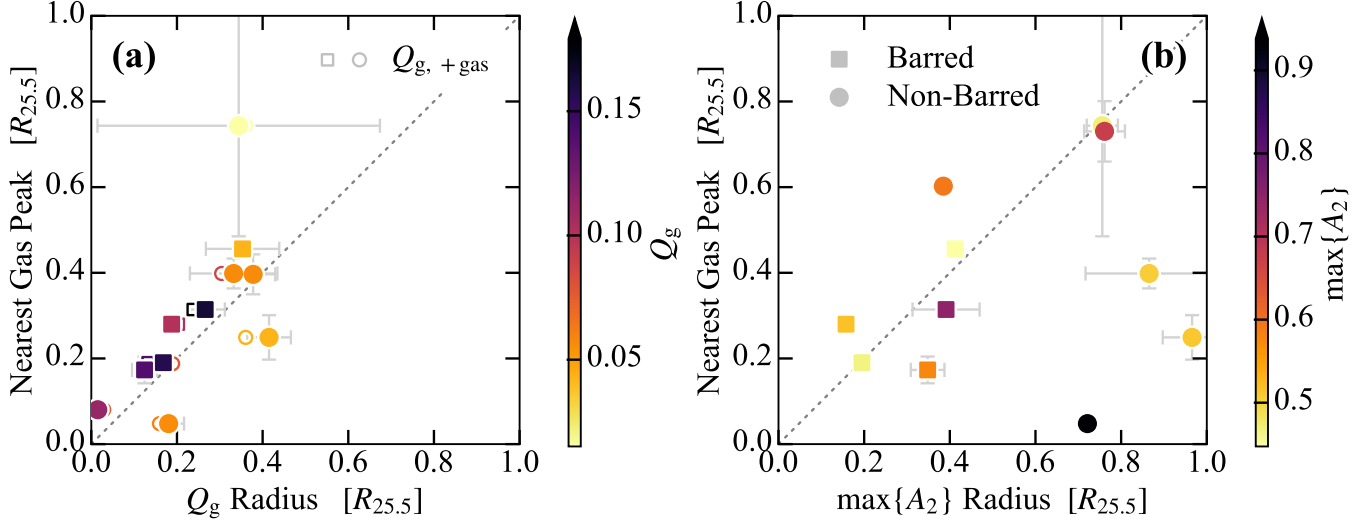 (a)
Q_g, +gas
1.0
0.8
0.6
0.4
0.2
0.0
Nearest Gas Peak [R_25.5]
0.0 0.2 0.4 0.6 0.8 1.0
Q_g Radius [R_25.5]
0.15
0.10
0.05
Q_g
(b)
Barred
Non-Barred
1.0
0.8
0.6
0.4
0.2
0.0
Nearest Gas Peak [R_25.5]
0.0 0.2 0.4 0.6 0.8 1.0
max{A_2} Radius [R_25.5]
0.9
0.8
0.7
0.6
0.5
max{A_2}